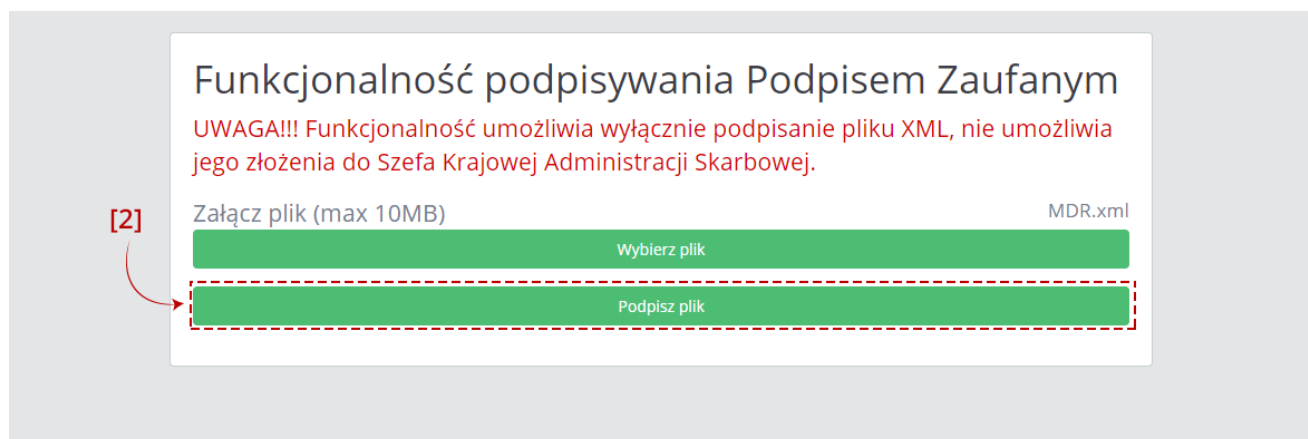 Funkcjonalność podpisywania Podpisem Zaufanym
UWAGA!!! Funkcjonalność umożliwia wyłącznie podpisanie pliku XML, nie umożliwia
jego złożenia do Szefa Krajowej Administracji Skarbowej.
[2]
Załącz plik (max 10MB)
MDR.xml
Wybierz plik
Podpisz plik